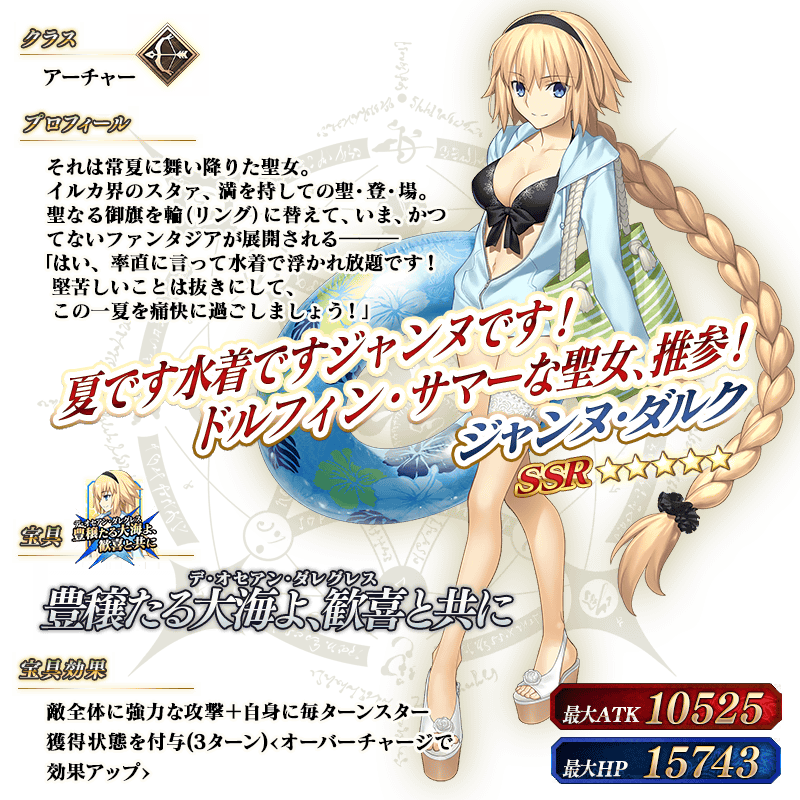 クラス
アーチャー
プロフィール
それは常夏に舞い降りた聖女。
イルカ界のスタァ、満を持しての聖・登・場。
聖なる御旗を輪(リング)に替えて、いま、かつ
てないファンタジアが展開される───
「はい、率直に言って水着で浮かれ放題です!
堅苦しいことは抜きにして、
この一夏を痛快に過ごしましょう!」
夏です水着ですジャンヌです!
ドルフィン・サマーな聖女、推参!
ジャンヌ・ダルク
SSR
宝具
デ・オセアン・ダレグレス
豊穣たる大海よ、
歓喜と共に
デ・オセアン・ダレグレス
豊穣たる大海よ、歓喜と共に
宝具効果
敵全体に強力な攻撃+自身に毎ターンスター
獲得状態を付与(3ターン)<オーバーチャージで
効果アップ>
最大ATK 10525
最大HP 15743